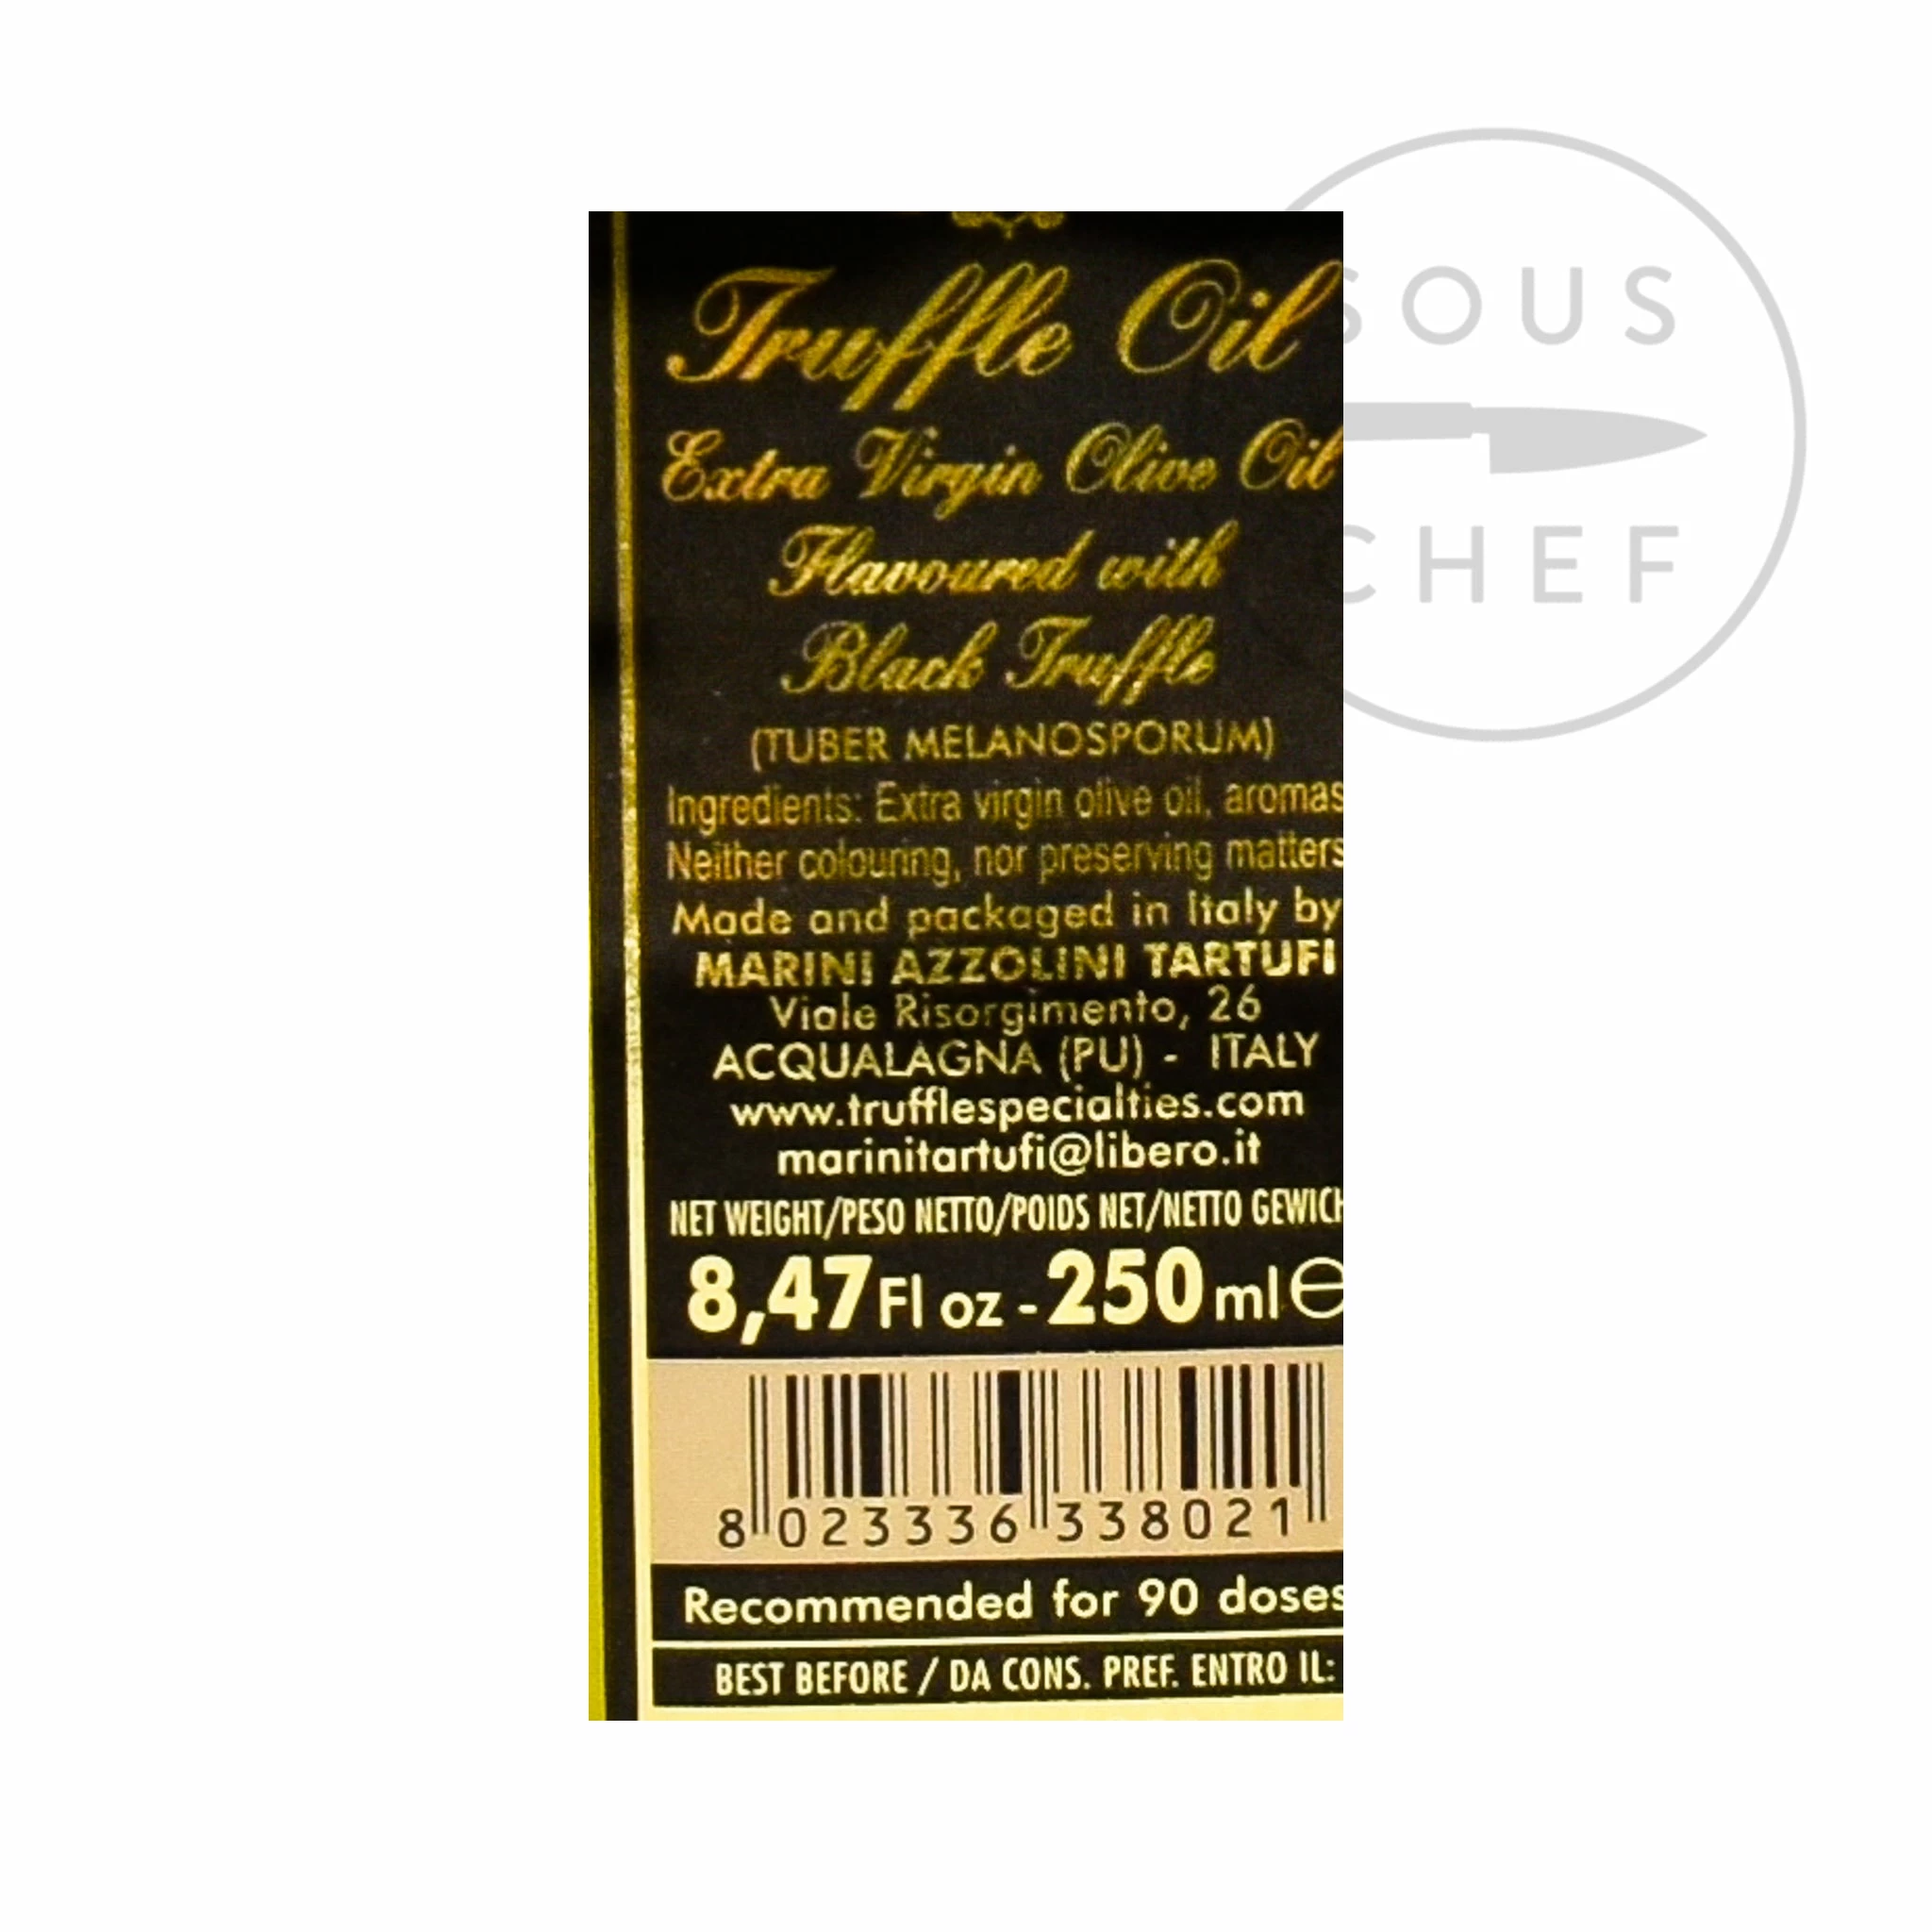 SOUS
CHEF
Truffle Oil
Extra Virgin Olive Oil
Flavoured with
Black Truffle
(TUBER MELANOSPORUM)
Ingredients: Extra virgin olive oil, aromas
Neither colouring, nor preserving matters
Made and packaged in Italy by
MARINI AZZOLINI TARTUFI
Viale Risorgimento, 26
ACQUALAGNA (PU) - ITALY
www.trufflespecialties.com
marinitartufi@libero.it
NET WEIGHT/PESO NETTO/POIDS NET/NETTO GEWICH
8,47 Fl oz - 250 ml ℮
8 023336 338021
Recommended for 90 doses
BEST BEFORE / DA CONS. PREF. ENTRO IL: